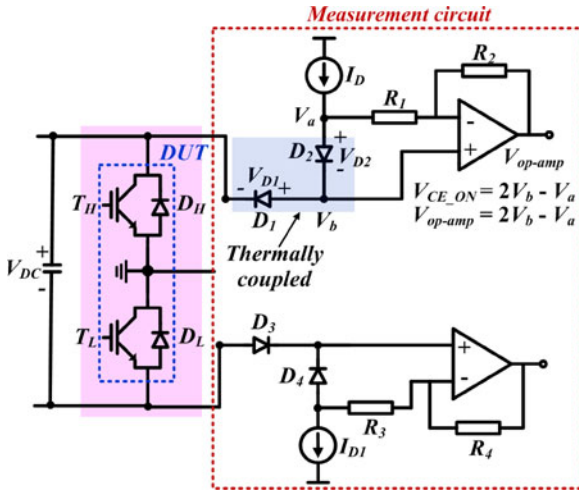 Measurement circuit
I_D
R_2
V_a
R_1
-
+
V_op-amp
DUT
D_2
+
V_D2
-
- V_D1 +
D_1
V_b
V_CE_ON = 2V_b - V_a
V_op-amp = 2V_b - V_a
Thermally
coupled
T_H
D_H
V_DC
+
-
T_L
D_L
D_3
D_4
+
-
R_3
R_4
I_D1